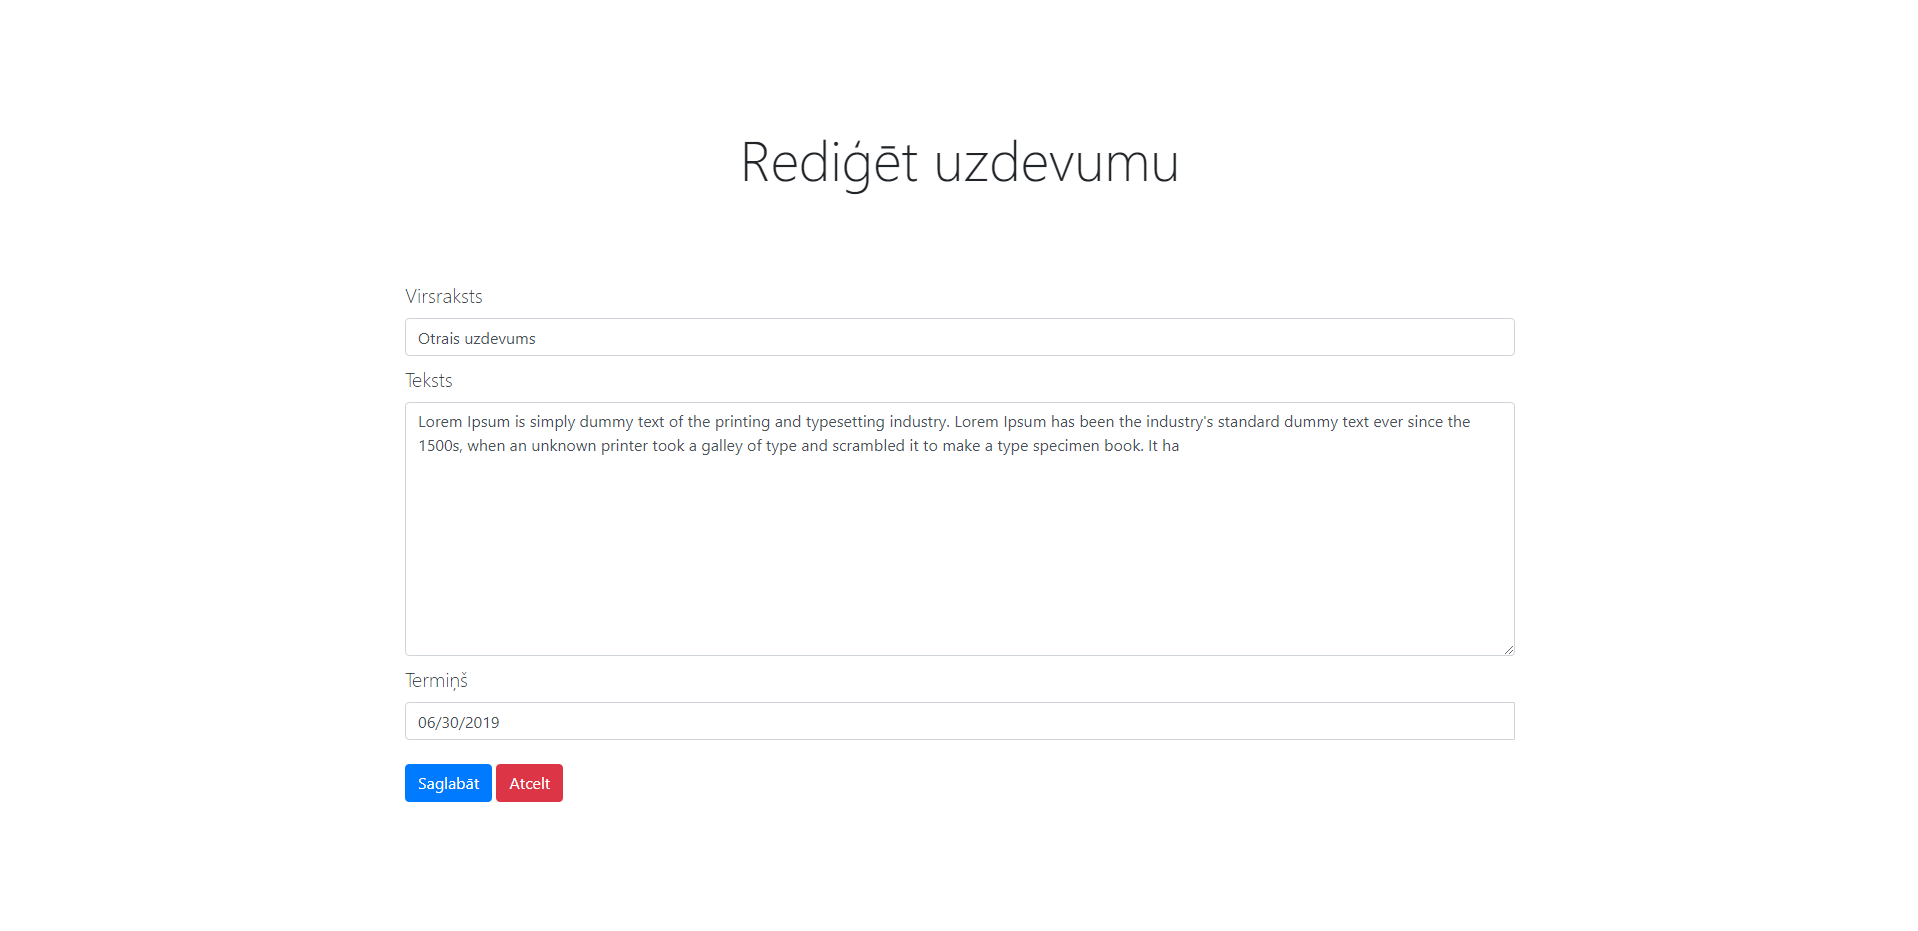 Rediģēt uzdevumu
Virsraksts
Otrais uzdevums
Teksts
Lorem Ipsum is simply dummy text of the printing and typesetting industry. Lorem Ipsum has been the industry's standard dummy text ever since the
1500s, when an unknown printer took a galley of type and scrambled it to make a type specimen book. It ha
Termiņš
06/30/2019
Saglabāt Atcelt